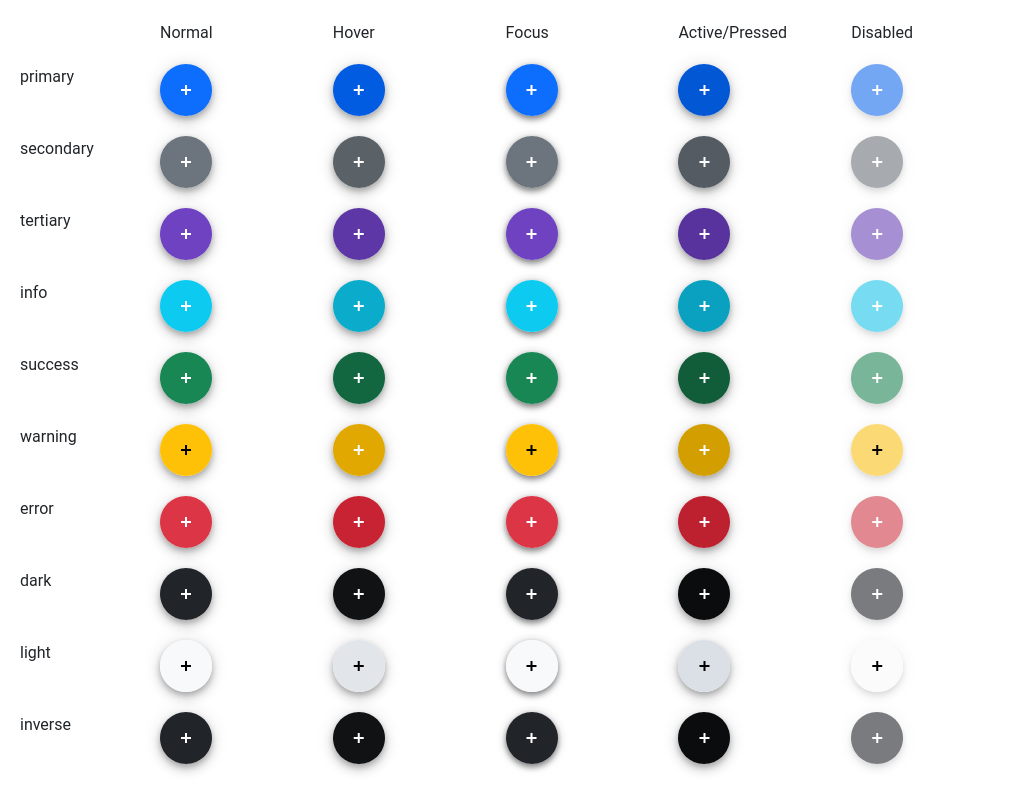 Normal Hover Focus Active/Pressed Disabled
primary + + + + +
secondary + + + + +
tertiary + + + + +
info + + + + +
success + + + + +
warning + + + + +
error + + + + +
dark + + + + +
light + + + + +
inverse + + + + +